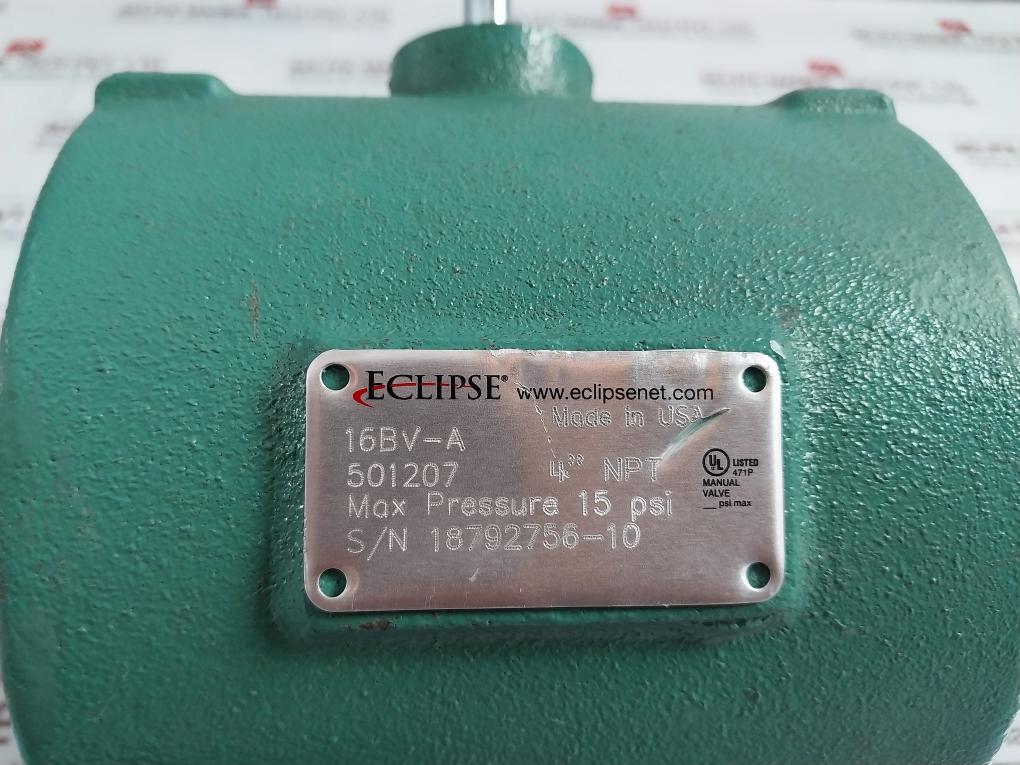 ECLIPSE® www.eclipsenet.com
Made in USA
16BV-A
501207 4" NPT
Max Pressure 15 psi
S/N 18792756-10
UL LISTED
471P
MANUAL
VALVE
__ psi max